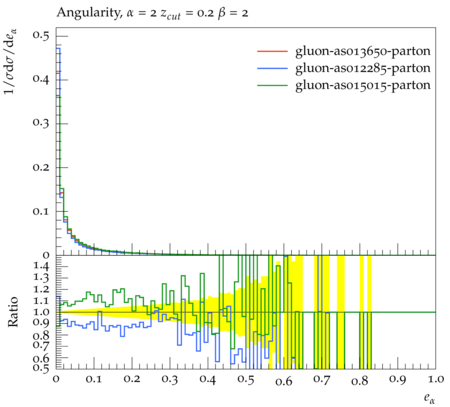 Angularity, α = 2 z_cut = 0.2 β = 2
1/σdσ/de_α
0.5
0.4
0.3
0.2
0.1
0
gluon-as013650-parton
gluon-as012285-parton
gluon-as015015-parton
Ratio
1.4
1.3
1.2
1.1
1.0
0.9
0.8
0.7
0.6
0.5
0 0.1 0.2 0.3 0.4 0.5 0.6 0.7 0.8 0.9 1.0
e_α